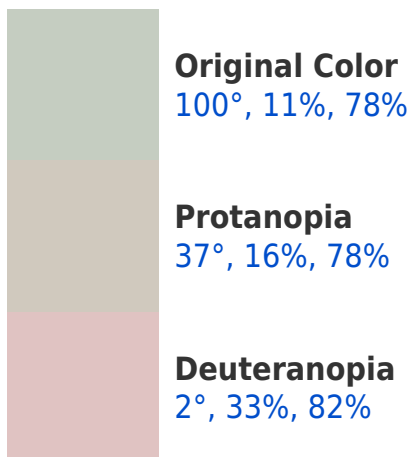 Original Color
100°, 11%, 78%
Protanopia
37°, 16%, 78%
Deuteranopia
2°, 33%, 82%